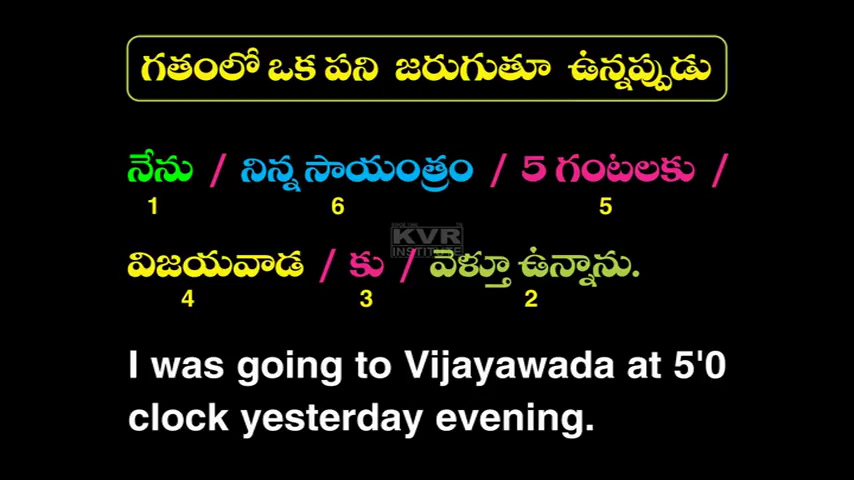 గతంలో ఒక పని జరుగుతూ ఉన్నప్పుడు
నేను / నిన్న సాయంత్రం / 5 గంటలకు /
1 6 5
KVR
INSTITUTE
విజయవాడ / కు / వెళ్తూ ఉన్నాను.
4 3 2
I was going to Vijayawada at 5'0
clock yesterday evening.